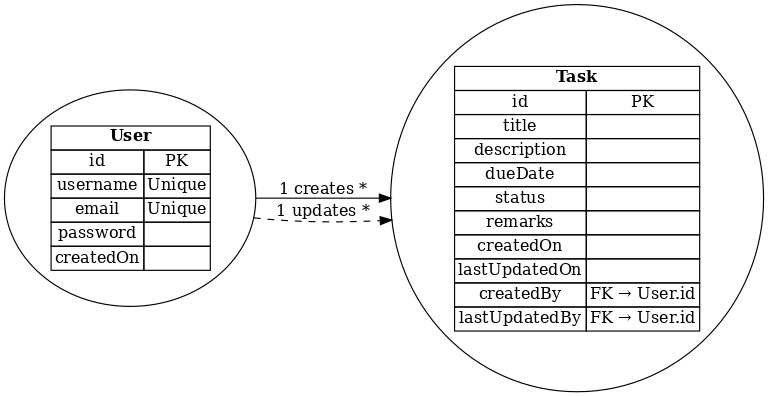 User
id PK
username Unique
email Unique
password
createdOn
1 creates *
1 updates *
Task
id PK
title
description
dueDate
status
remarks
createdOn
lastUpdatedOn
createdBy FK → User.id
lastUpdatedBy FK → User.id